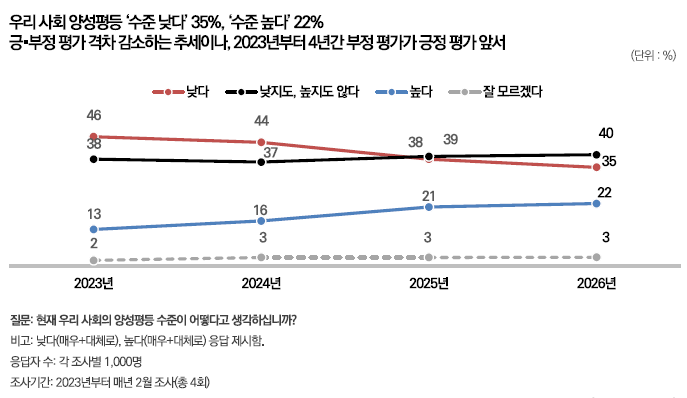 우리 사회 양성평등 ‘수준 낮다’ 35%, ‘수준 높다’ 22%
긍▪부정 평가 격차 감소하는 추세이나, 2023년부터 4년간 부정 평가가 긍정 평가 앞서
(단위 : %)
낮다 낮지도, 높지도 않다 높다 잘 모르겠다
46 44 38 39 40
38 37 35
13 16 21 22
2 3 3 3
2023년 2024년 2025년 2026년
질문: 현재 우리 사회의 양성평등 수준이 어떻다고 생각하십니까?
비고: 낮다(매우+대체로), 높다(매우+대체로) 응답 제시함.
응답자 수: 각 조사별 1,000명
조사기간: 2023년부터 매년 2월 조사(총 4회)